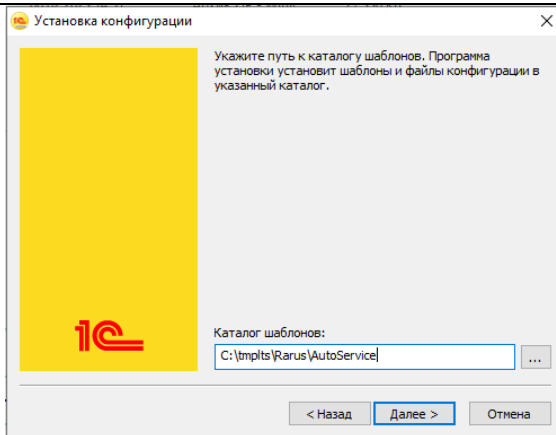 Установка конфигурации
Укажите путь к каталогу шаблонов. Программа
установки установит шаблоны и файлы конфигурации в
указанный каталог.
1С
Каталог шаблонов:
C:\tmplts\Rarus\AutoService
...
< Назад
Далее >
Отмена